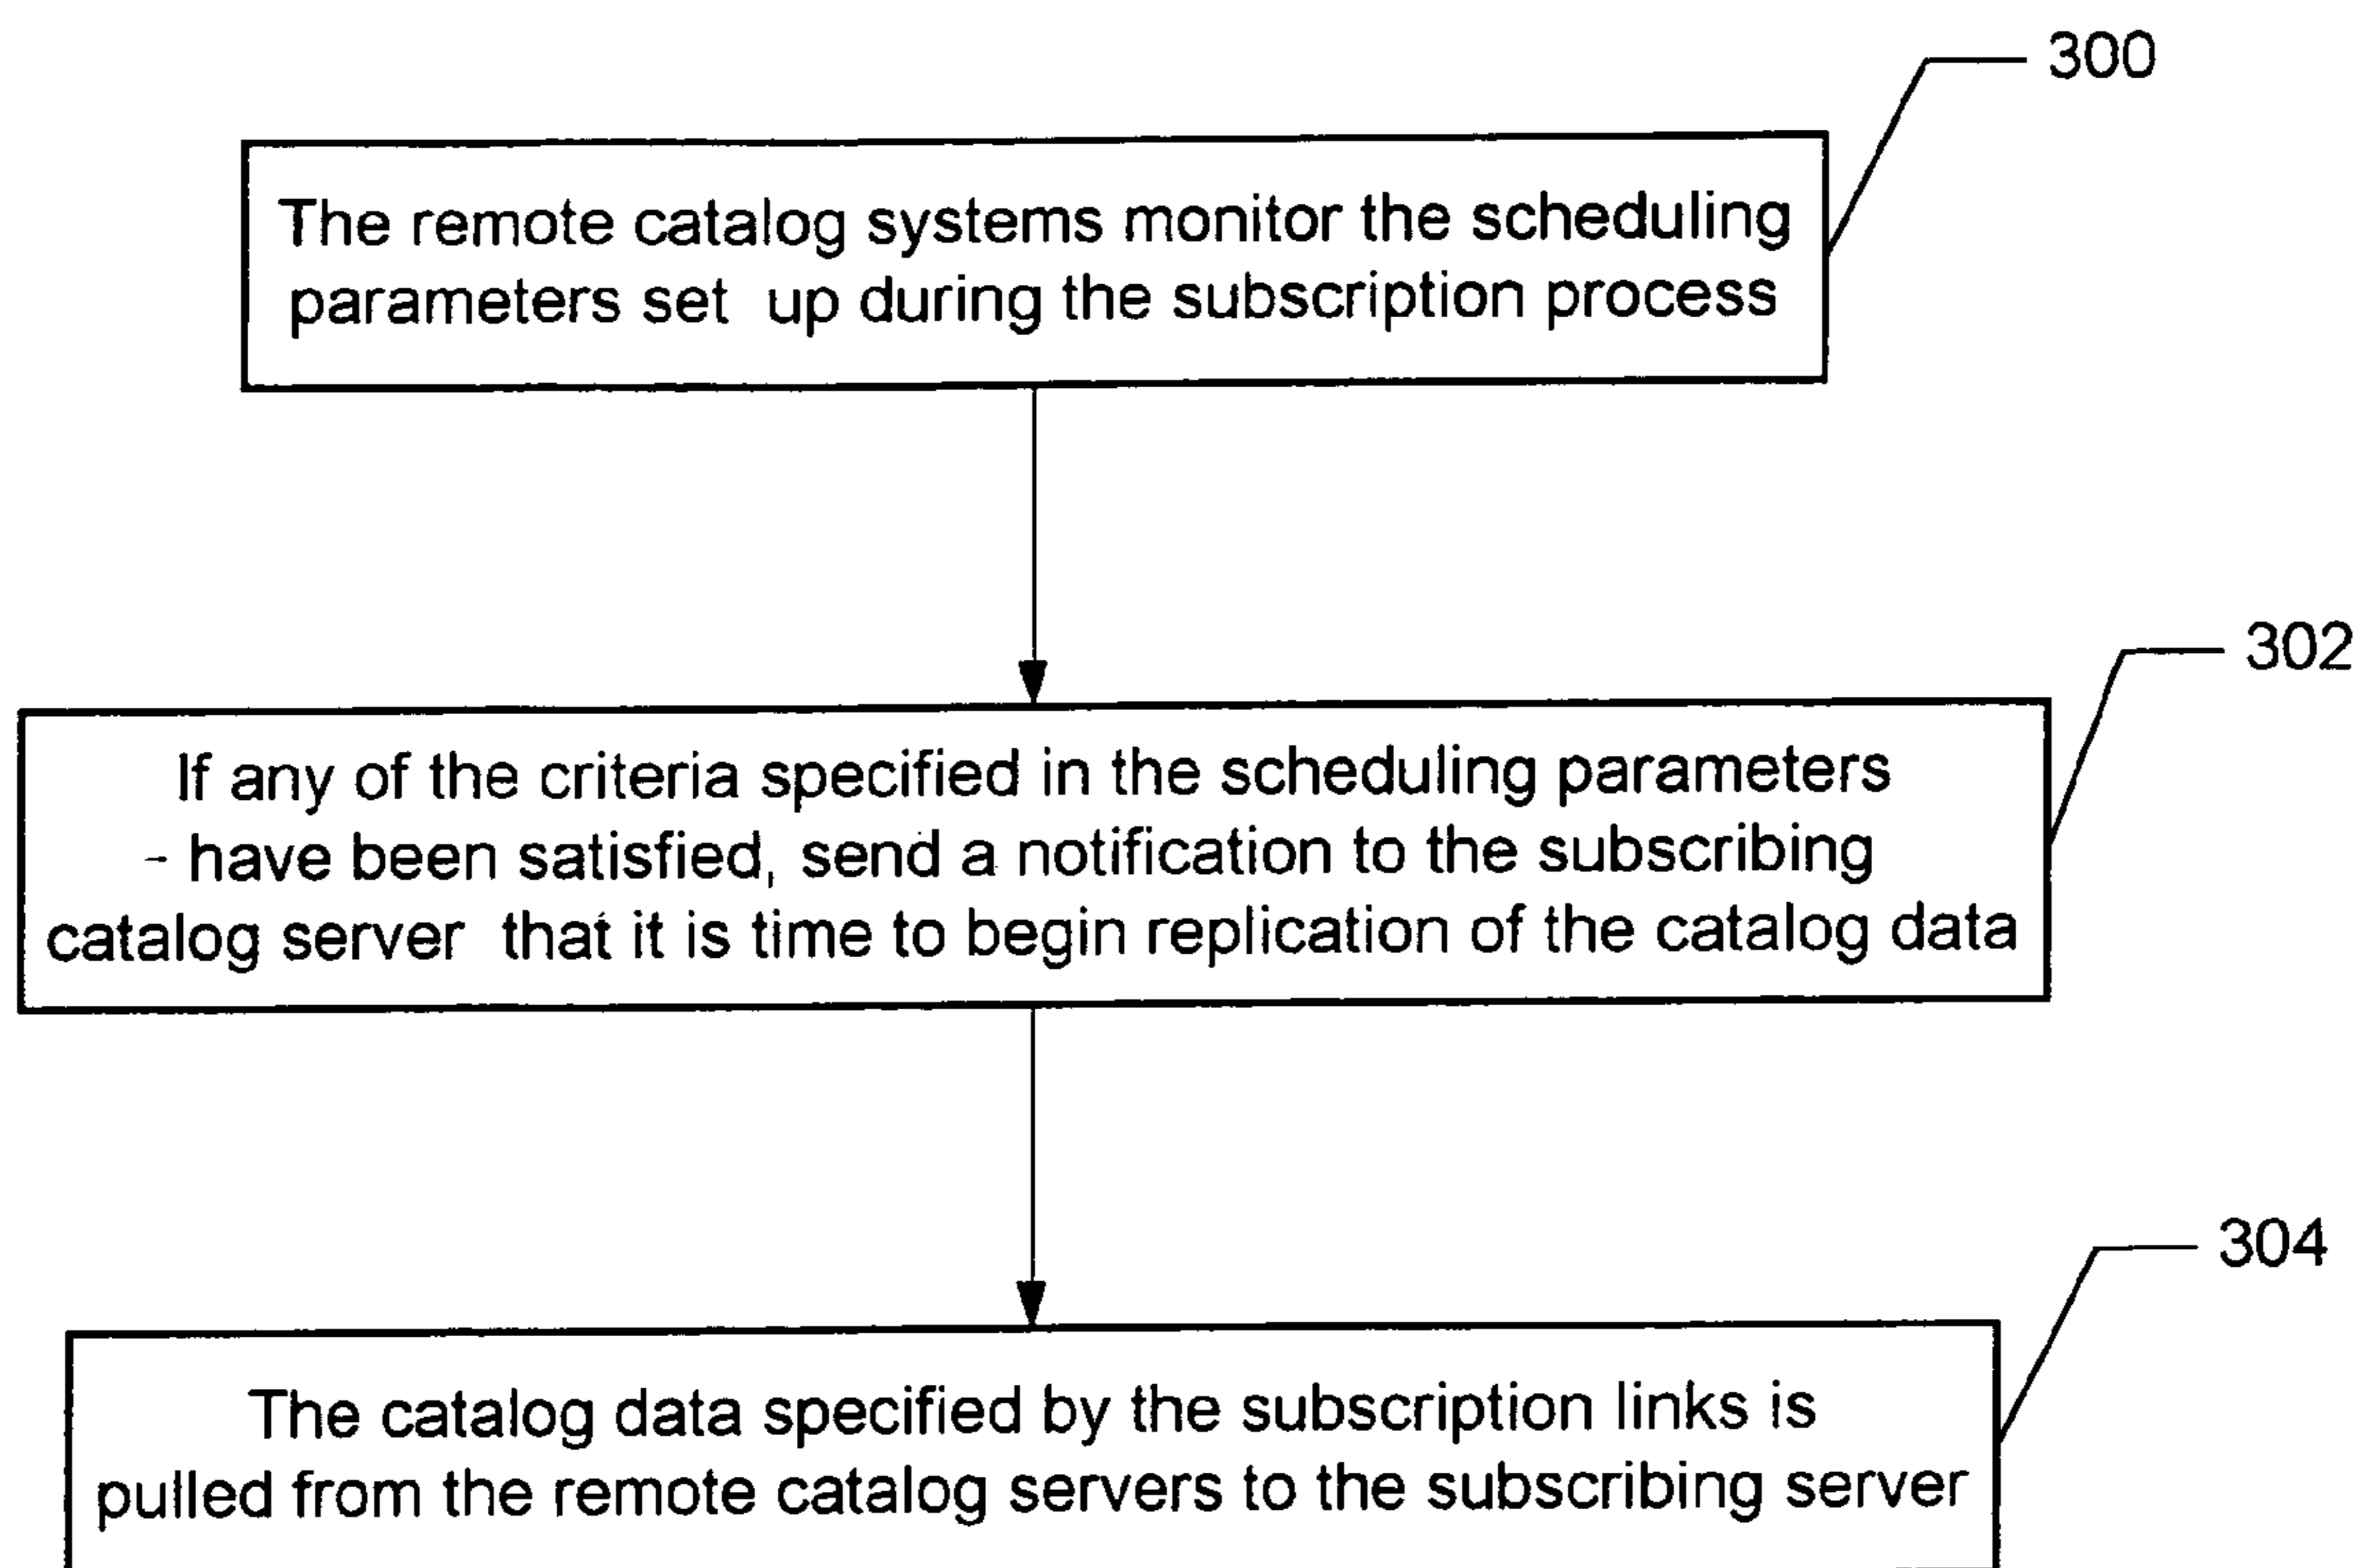 300
The remote catalog systems monitor the scheduling
parameters set up during the subscription process
302
If any of the criteria specified in the scheduling parameters
- have been satisfied, send a notification to the subscribing
catalog server that it is time to begin replication of the catalog data
304
The catalog data specified by the subscription links is
pulled from the remote catalog servers to the subscribing server